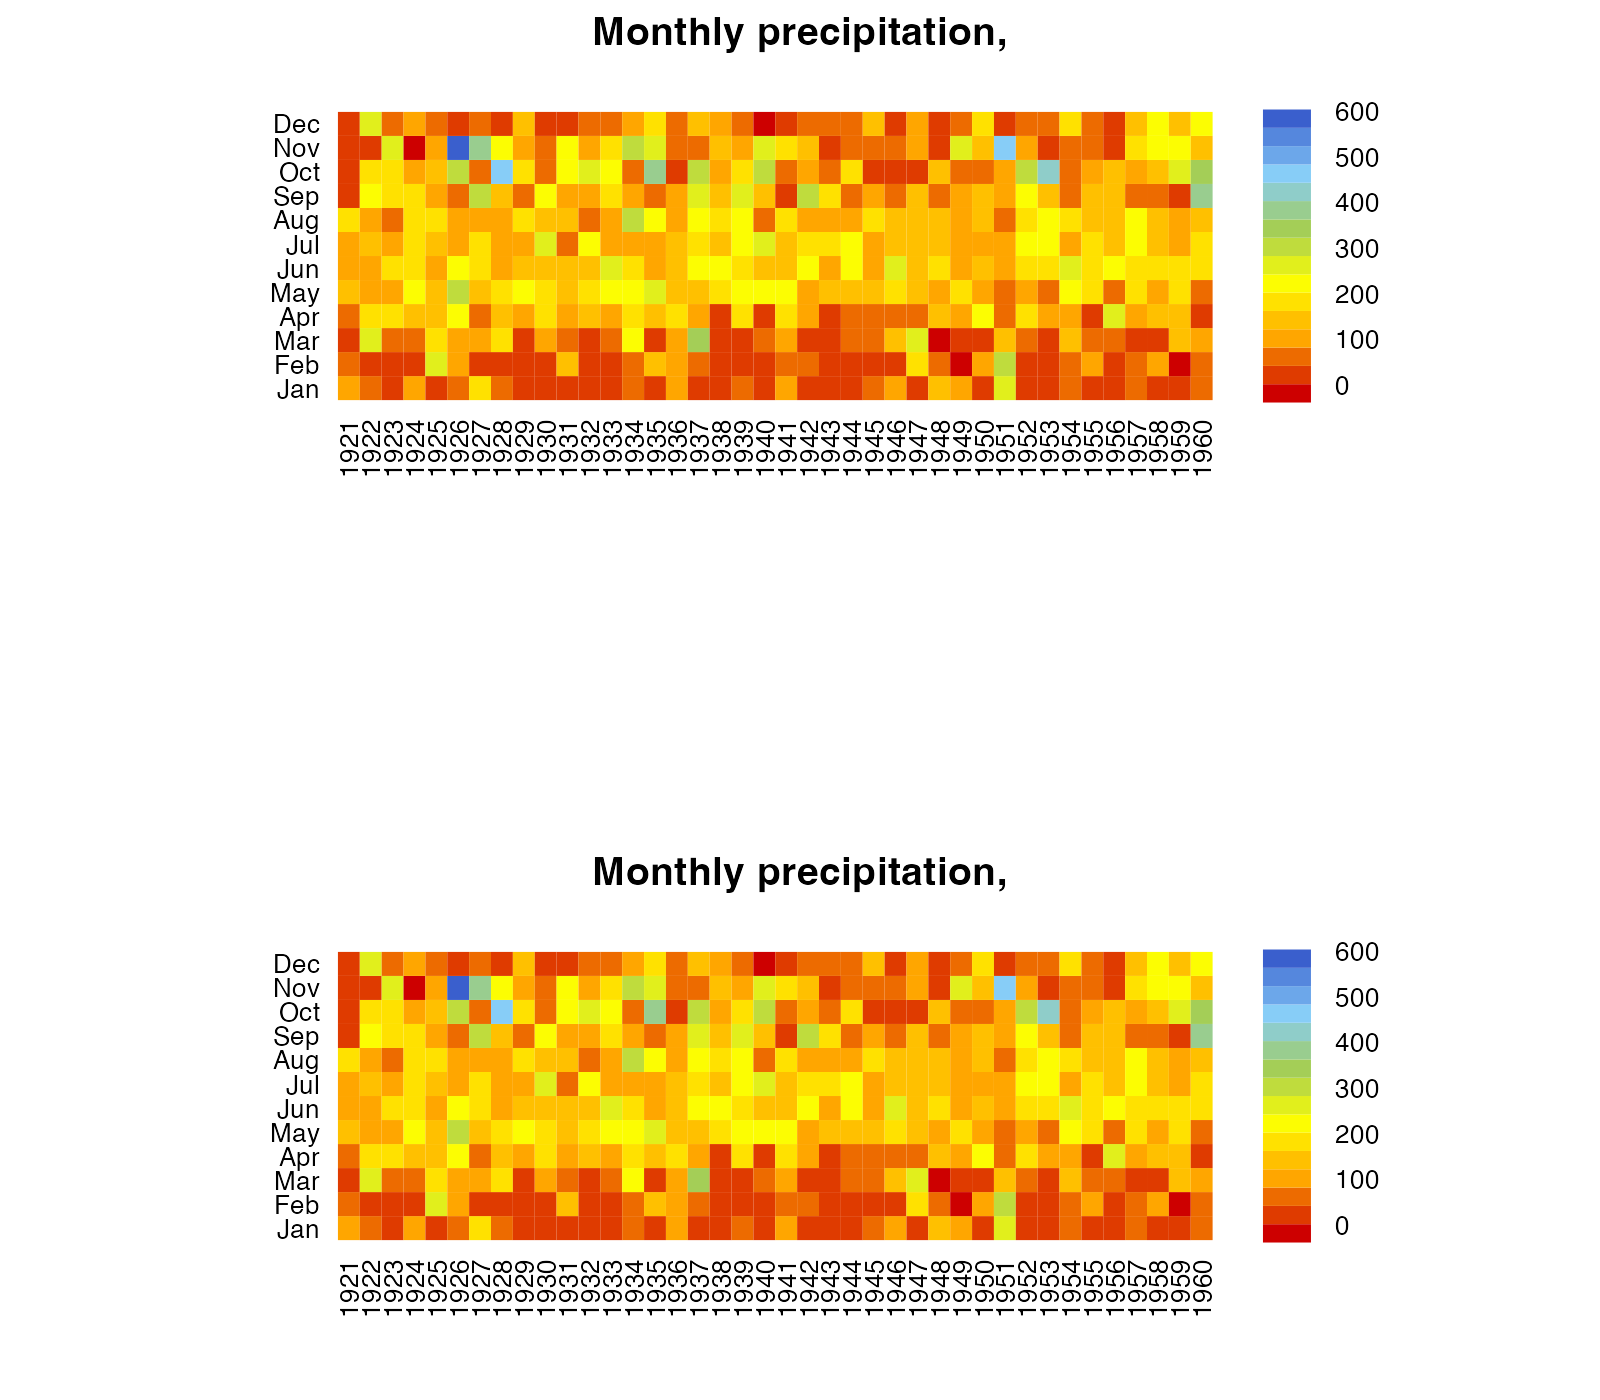 Monthly precipitation,
Dec
Nov
Oct
Sep
Aug
Jul
Jun
May
Apr
Mar
Feb
Jan
600
500
400
300
200
100
0
1921 1922 1923 1924 1925 1926 1927 1928 1929 1930 1931 1932 1933 1934 1935 1936 1937 1938 1939 1940 1941 1942 1943 1944 1945 1946 1947 1948 1949 1950 1951 1952 1953 1954 1955 1956 1957 1958 1959 1960
Monthly precipitation,
Dec
Nov
Oct
Sep
Aug
Jul
Jun
May
Apr
Mar
Feb
Jan
600
500
400
300
200
100
0
1921 1922 1923 1924 1925 1926 1927 1928 1929 1930 1931 1932 1933 1934 1935 1936 1937 1938 1939 1940 1941 1942 1943 1944 1945 1946 1947 1948 1949 1950 1951 1952 1953 1954 1955 1956 1957 1958 1959 1960